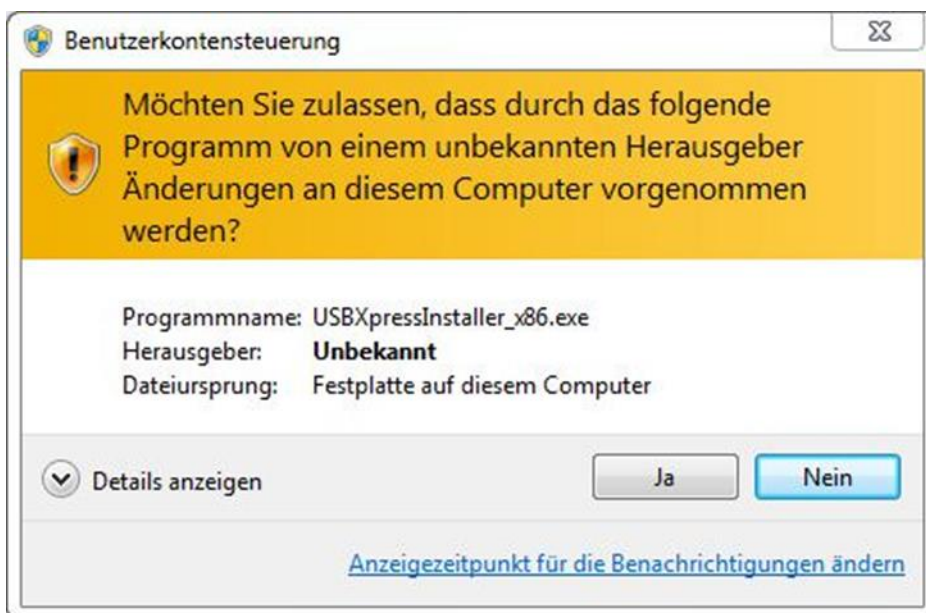 Benutzerkontensteuerung
Möchten Sie zulassen, dass durch das folgende
Programm von einem unbekannten Herausgeber
Änderungen an diesem Computer vorgenommen
werden?
Programmname: USBXpressInstaller_x86.exe
Herausgeber: Unbekannt
Dateiursprung: Festplatte auf diesem Computer
Details anzeigen
Ja
Nein
Anzeigezeitpunkt für die Benachrichtigungen ändern